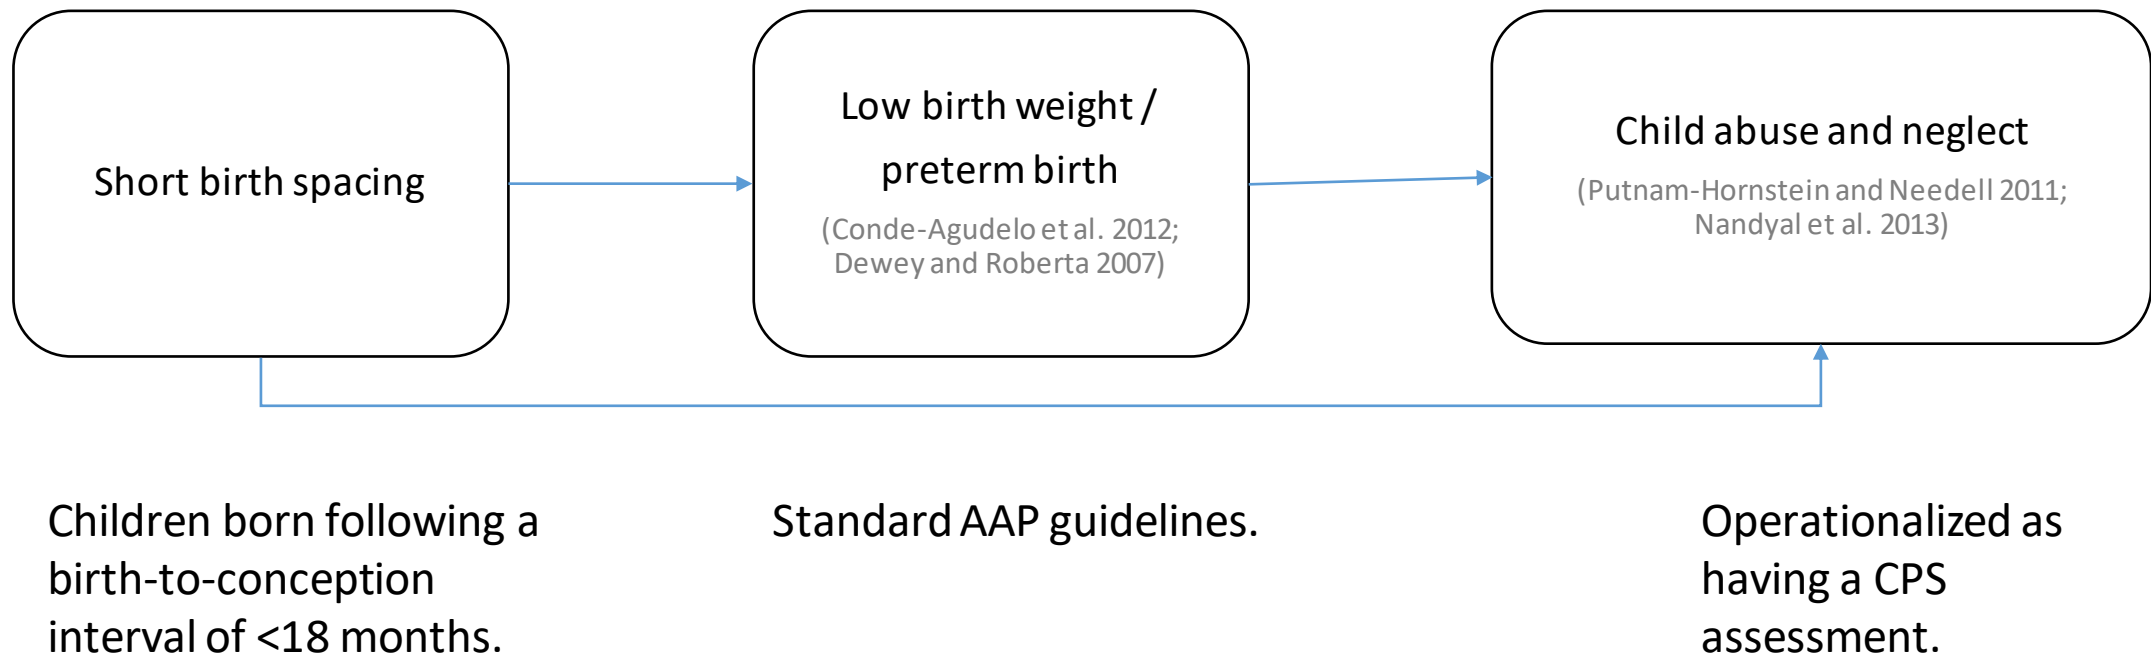 Short birth spacing
Low birth weight /
preterm birth
(Conde-Agudelo et al. 2012;
Dewey and Roberta 2007)
Child abuse and neglect
(Putnam-Hornstein and Needell 2011;
Nandyal et al. 2013)
Children born following a
birth-to-conception
interval of <18 months.
Standard AAP guidelines.
Operationalized as
having a CPS
assessment.